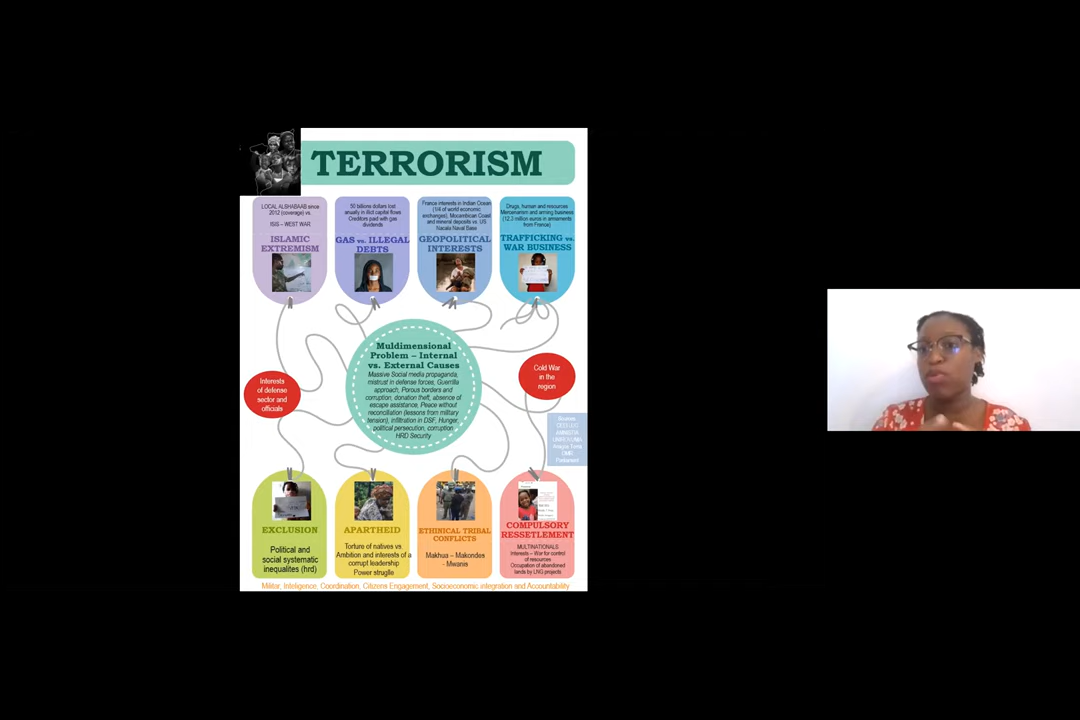 TERRORISM
LOCAL ALSHABAAB since
2012 (coverage) vs.
ISIS – WEST WAR
ISLAMIC
EXTREMISM
50 billions dollars lost
anually in illicit capital flows
Creditors paid with gas
dividends
GAS vs. ILLEGAL
DEBTS
France interests in Indian Ocean
(1/4 of world economic
exchanges), Mocambican Coast
and mineral deposits vs. US
Nacala Naval Base
GEOPOLITICAL
INTERESTS
Drugs, human and resources
Mercenarism and arming business
(12.3 million euros in armaments
from France)
TRAFFICKING vs.
WAR BUSINESS
Muldimensional
Problem – Internal
vs. External Causes
Massive Social media propaganda,
mistrust in defense forces, Guerrilla
approach, Porous borders and
corruption, donation theft, absence of
escape assistance, Peace without
reconciliation (lessons from military
tension), infiltration in DSF, Hunger,
political persecution, corruption
HRD Security
Interests
of defense
sector and
officials
Cold War
in the
region
AMNISTIA
Parliament
EXCLUSION
Political and
social systematic
inequalites (hrd)
APARTHEID
Torture of natives vs
Ambition and interests of a
corrupt leadership
Power struglle
ETHINICAL TRIBAL
CONFLICTS
Makhua – Makondes
- Mwanis
COMPULSORY
RESSETLEMENT
MULTINATIONALS
Interests – War for control
of resources
Occupation of abandoned
lands by LNG projects
Militar, Inteligence, Coordination, Citizens Engagement, Socioeconomic integration and Accountability